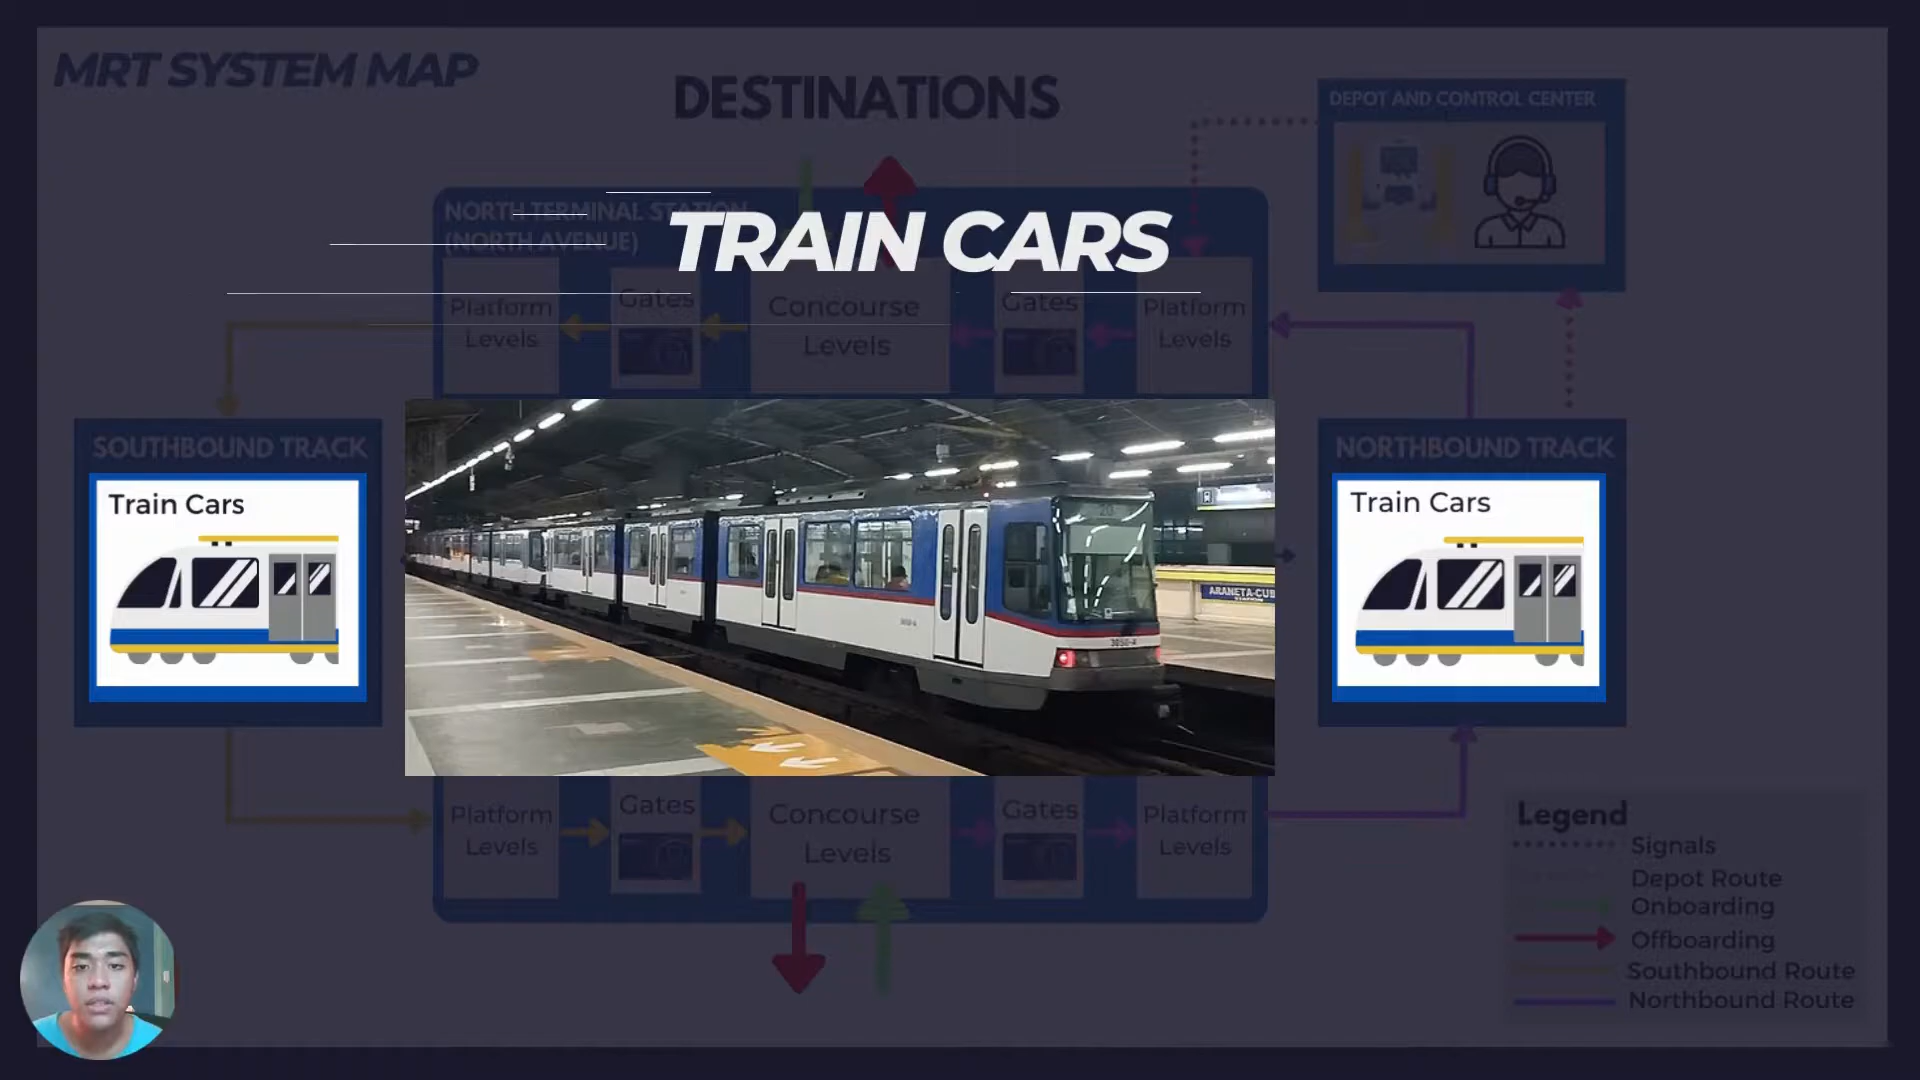 MRT SYSTEM MAP
DESTINATIONS
DEPOT AND CONTROL CENTER
NORTH TERMINAL STATION
(NORTH AVENUE)
TRAIN CARS
Platform
Levels
Gates
Concourse
Levels
Gates
Platform
Levels
SOUTHBOUND TRACK
Train Cars
NORTHBOUND TRACK
Train Cars
ARANETA-CUB
STATION
Platform
Levels
Gates
Concourse
Levels
Gates
Platform
Levels
Legend
Signals
Depot Route
Onboarding
Offboarding
Southbound Route
Northbound Route